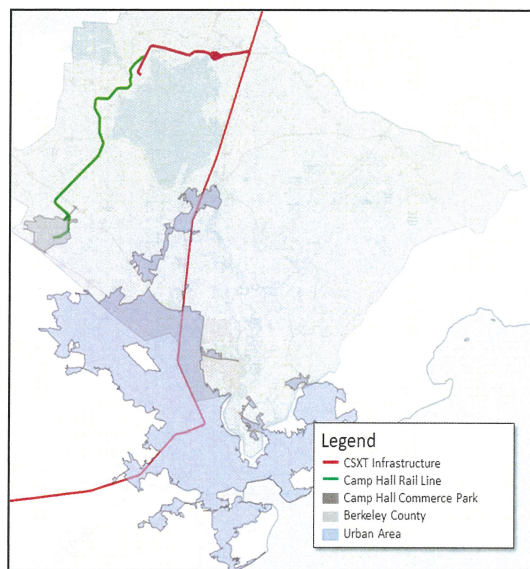 Legend
CSXT Infrastructure
Camp Hall Rail Line
Camp Hall Commerce Park
Berkeley County
Urban Area